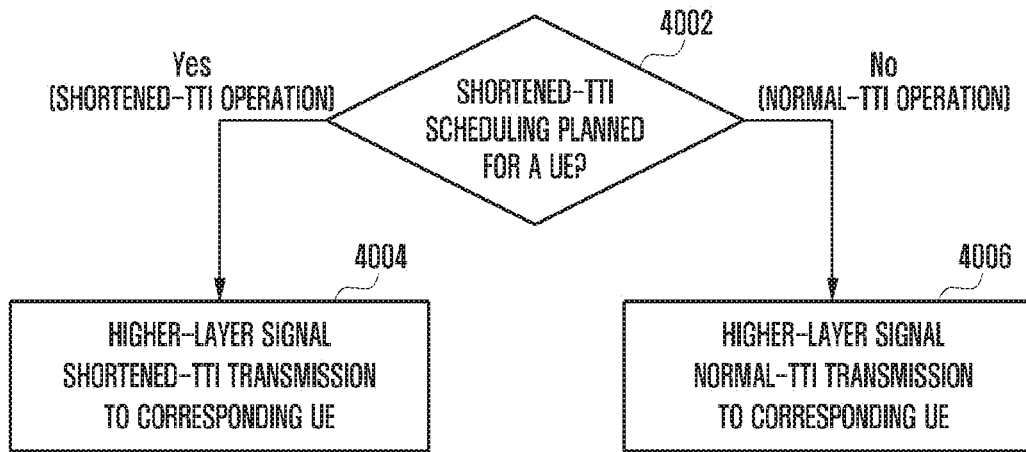 4002
Yes
(SHORTENED-TTI OPERATION)
No
(NORMAL-TTI OPERATION)
SHORTENED-TTI
SCHEDULING PLANNED
FOR A UE?
4004
HIGHER-LAYER SIGNAL
SHORTENED-TTI TRANSMISSION
TO CORRESPONDING UE
4006
HIGHER-LAYER SIGNAL
NORMAL-TTI TRANSMISSION
TO CORRESPONDING UE